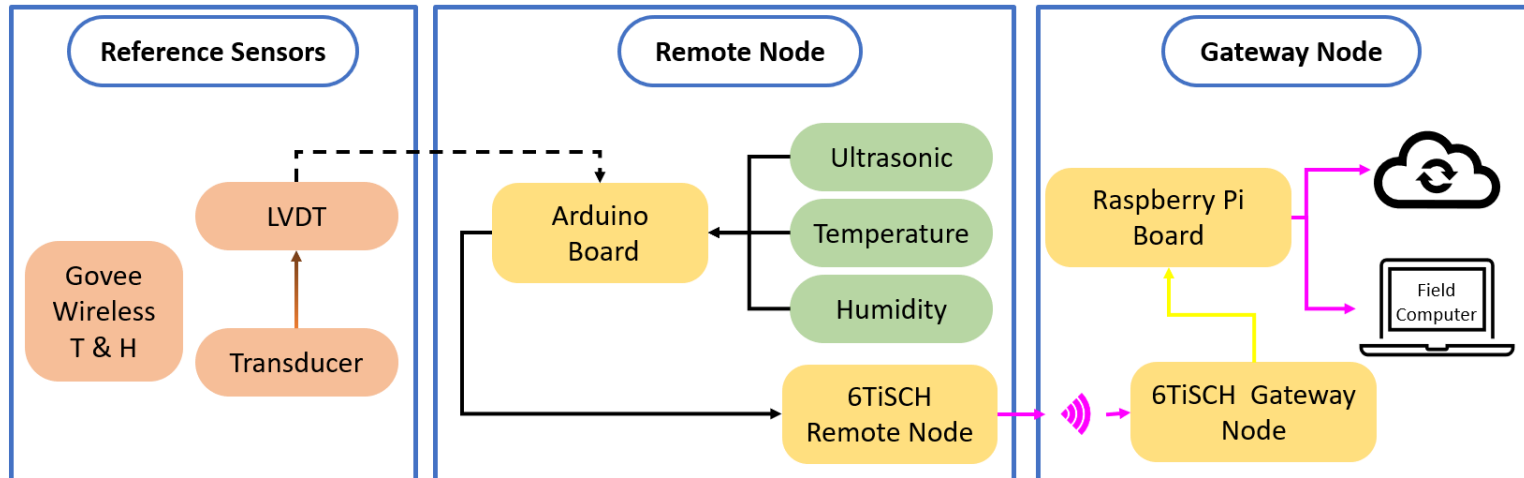 Reference Sensors
LVDT
Govee
Wireless
T & H
Transducer
Remote Node
Arduino
Board
Ultrasonic
Temperature
Humidity
6TiSCH
Remote Node
Gateway Node
Raspberry Pi
Board
Field
Computer
6TiSCH Gateway
Node